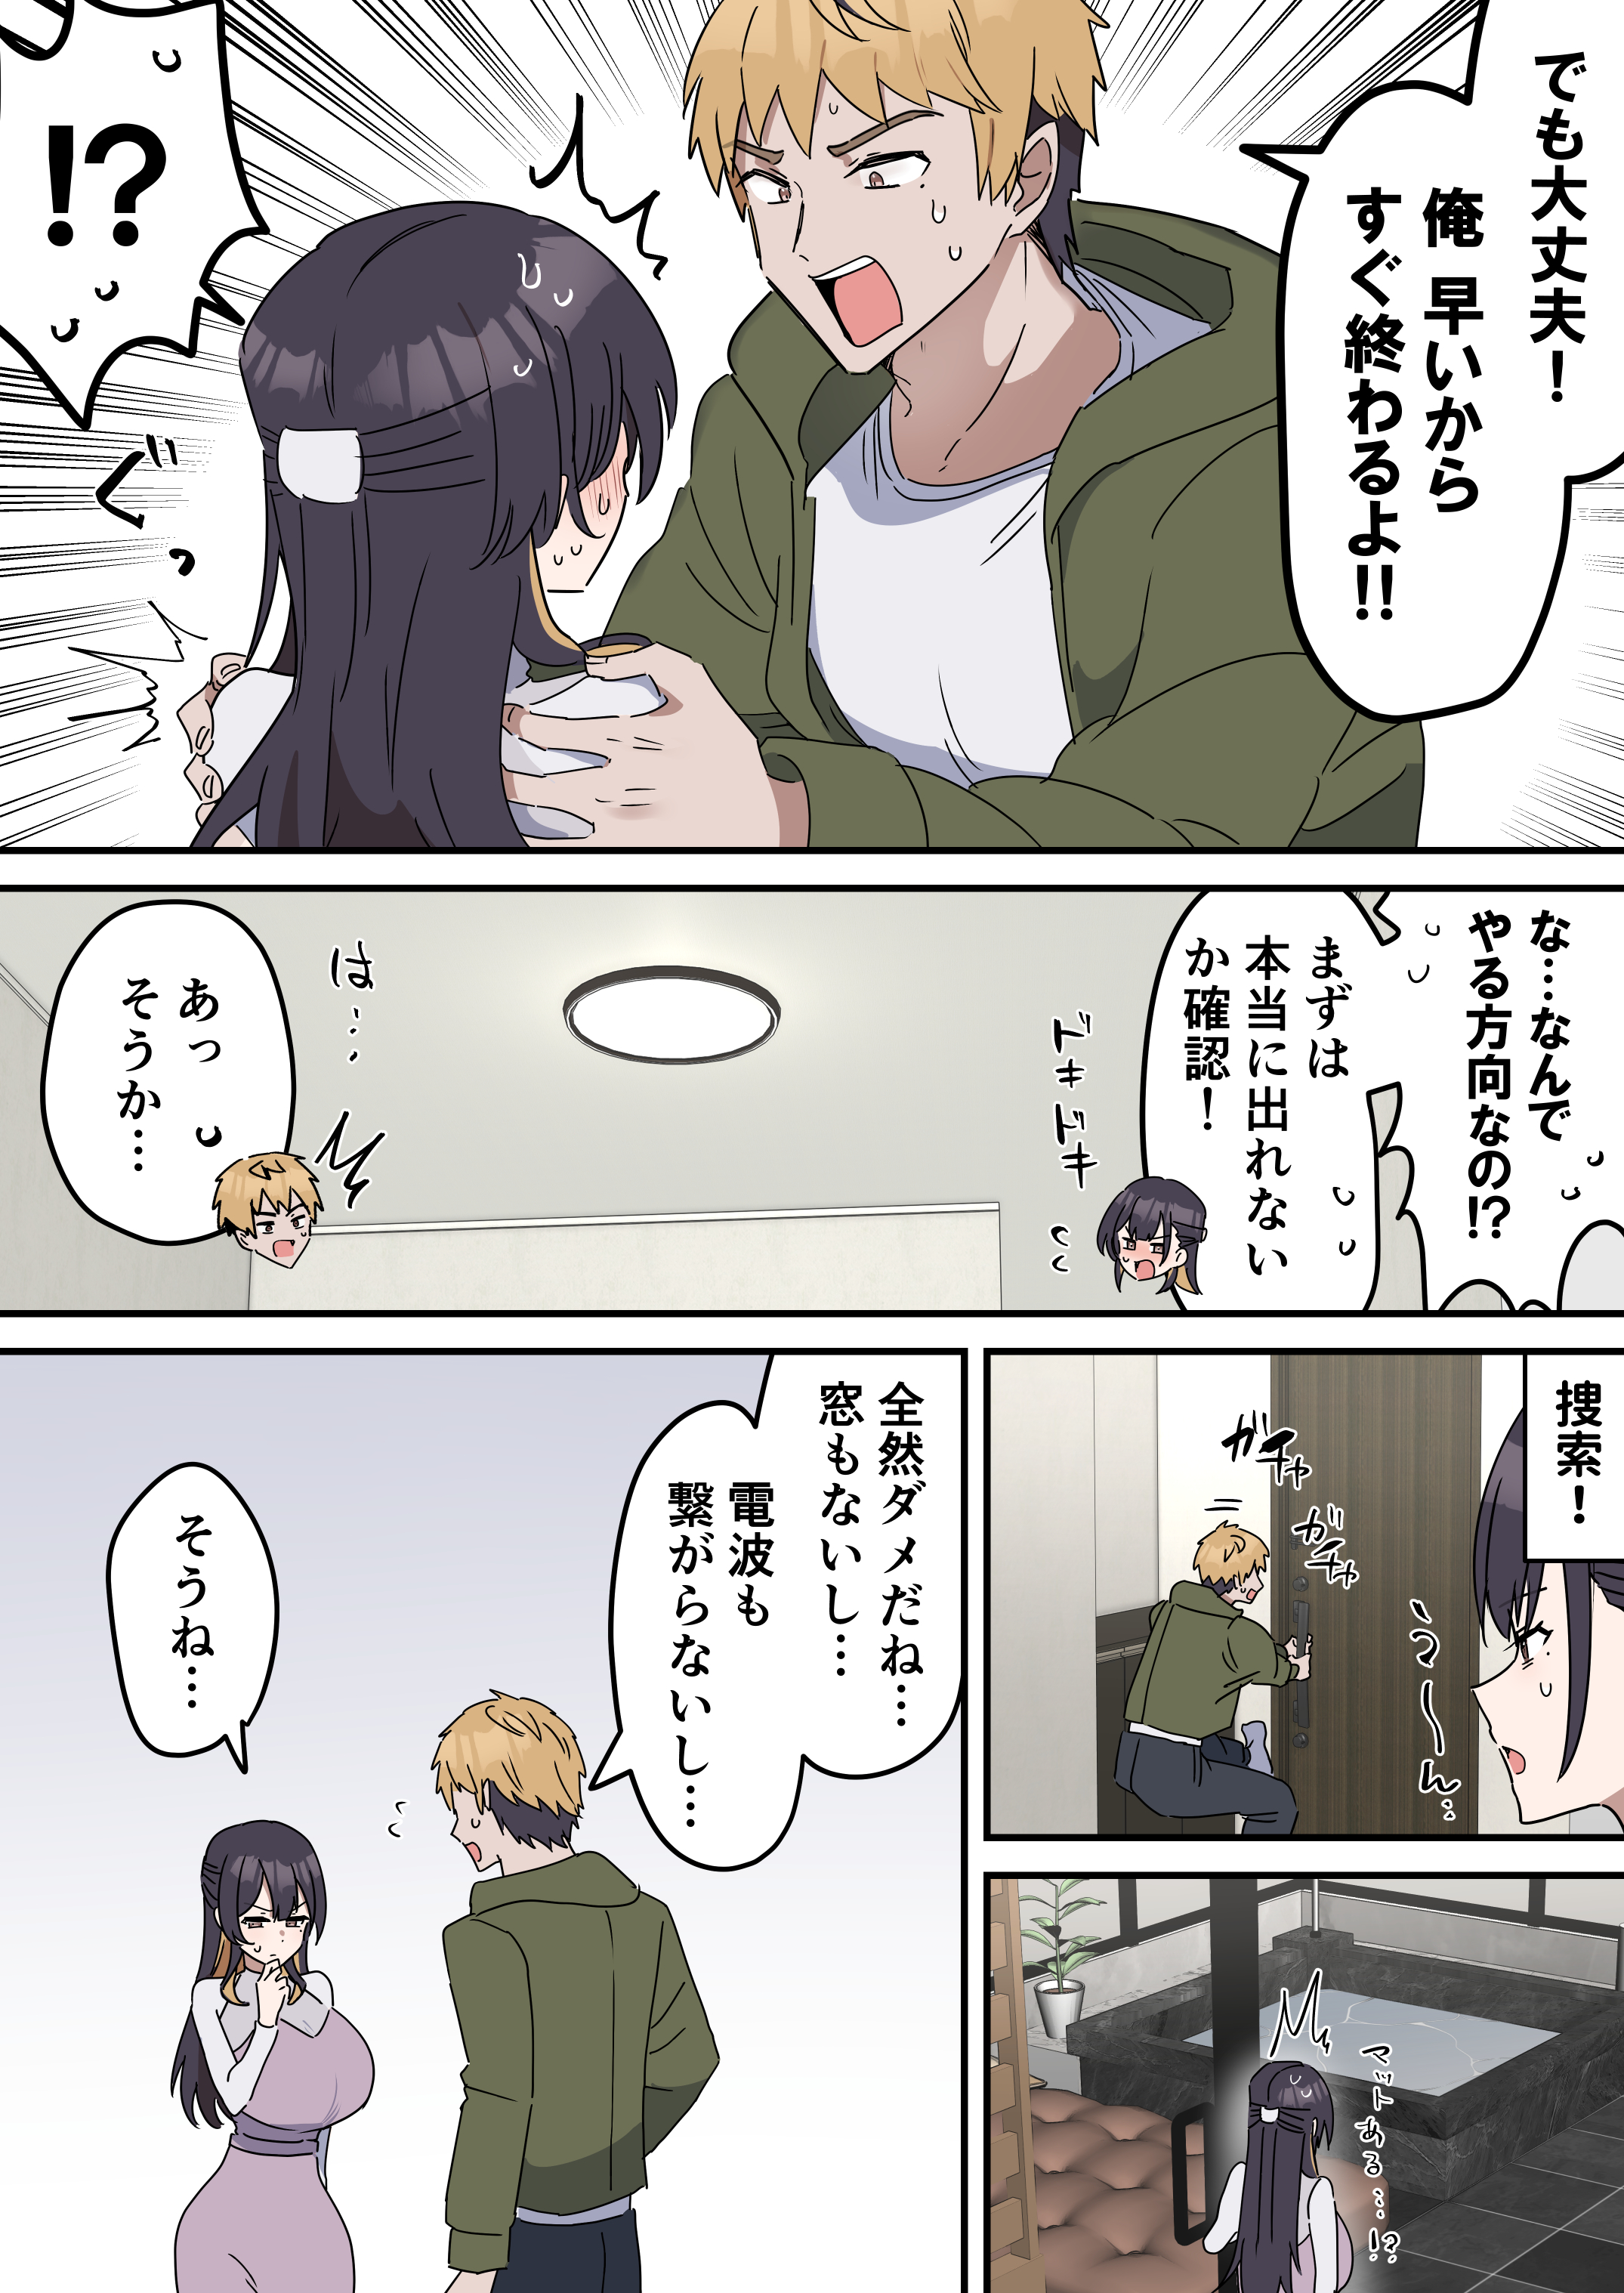 でも大丈夫！
俺 早いから
すぐ終わるよ!!
!?
ぐっ
な…なんで
やる方向なの!?
まずは
本当に出れない
か確認！
ドキドキ
は…
あっ
そうか…
捜索！
ガチャ
ガチャ
う〜ん…
マットある…!?
全然ダメだね…
窓もないし…
電波も
繋がらないし…
そうね…